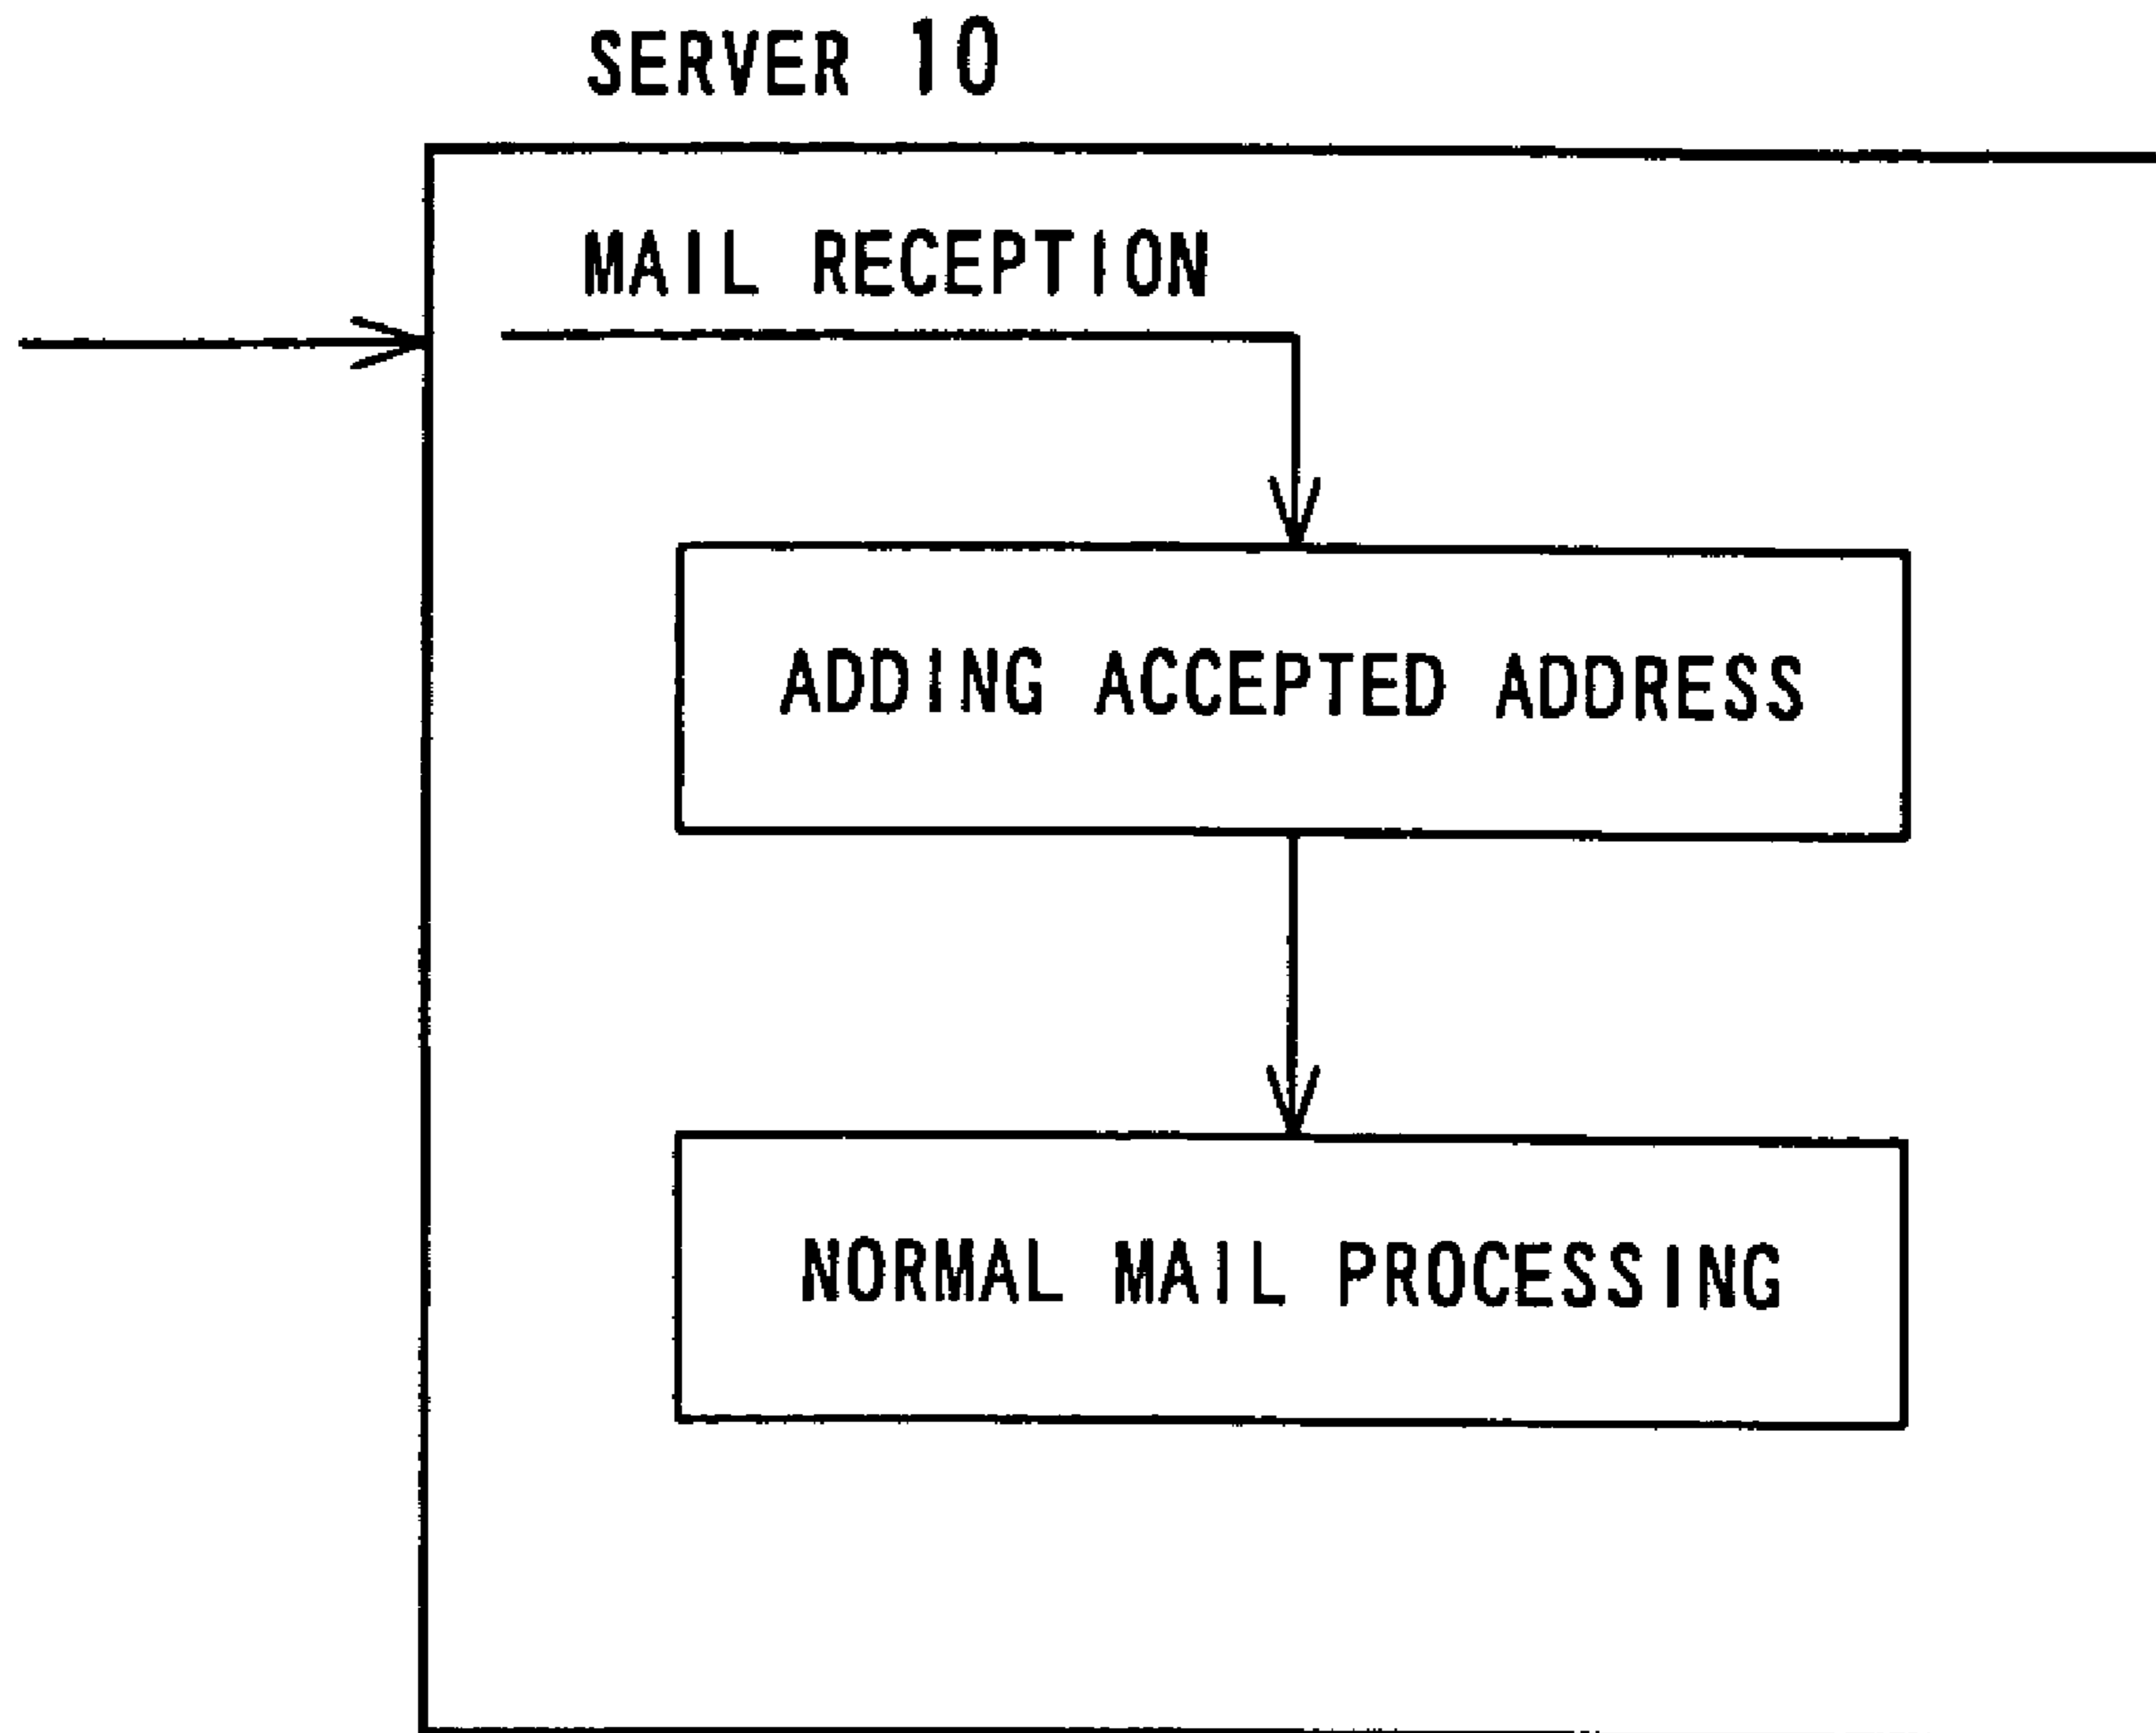 SERVER 10
MAIL RECEPTION
ADDING ACCEPTED ADDRESS
NORMAL MAIL PROCESSING